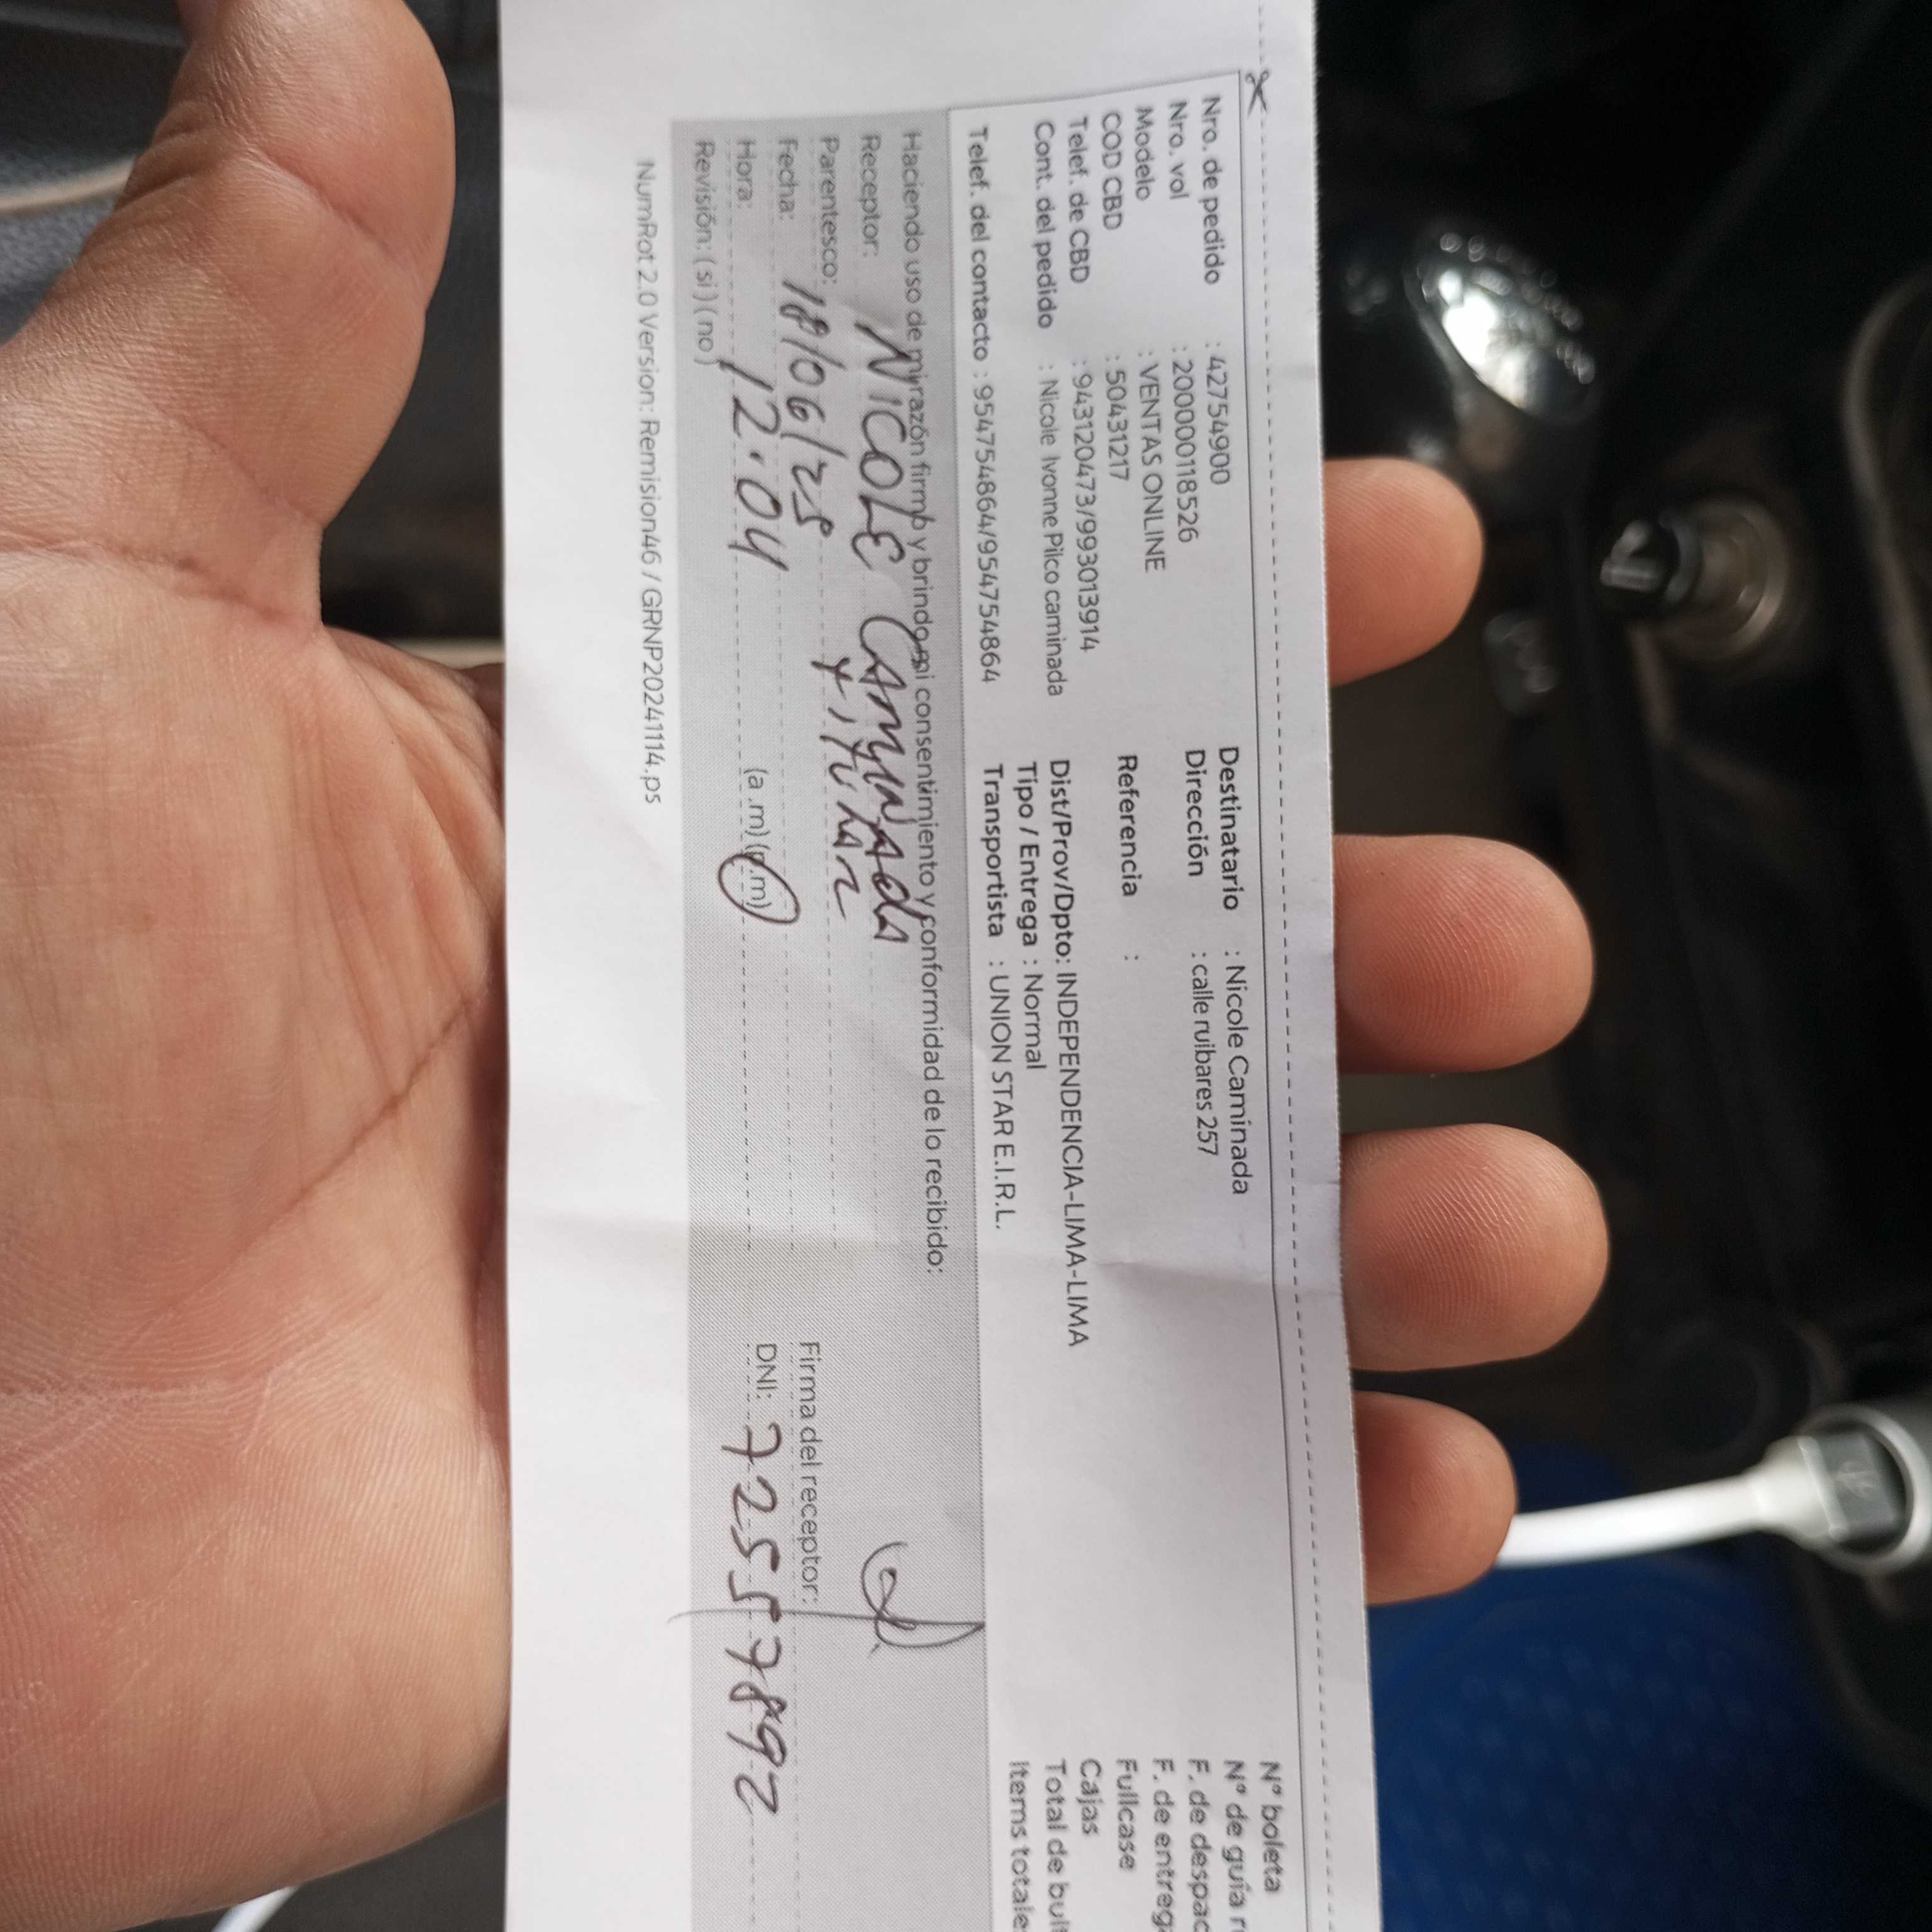 Nro. de pedido : 42754900
Nro. vol : 2000001118526
Modelo : VENTAS ONLINE
COD CBD : 50431217
Telef. de CBD : 943120473/993013914
Cont. del pedido : Nicole Ivonne Pilco caminada
Telef. del contacto : 954754864/954754864
Destinatario : Nicole Caminada
Dirección : calle ruibares 257
Referencia :
Dist/Prov/Dpto: INDEPENDENCIA-LIMA-LIMA
Tipo / Entrega : Normal
Transportista : UNION STAR E.I.R.L.
N° boleta
N° de guía
F. de despac
F. de entrega
Fullcase
Cajas
Total de bult
Items totale
Haciendo uso de mi razón firmo y brindo mi consentimiento y conformidad de lo recibido:
Receptor: NICOLE CAMINADA
Parentesco: titular
Fecha: 18/06/25
Hora: 12:04 (a.m) (p.m)
Revisión: ( si ) ( no )
Firma del receptor:
DNI: 72557892
NumRot 2.0 Version: Remision46 / GRNP20241114.ps